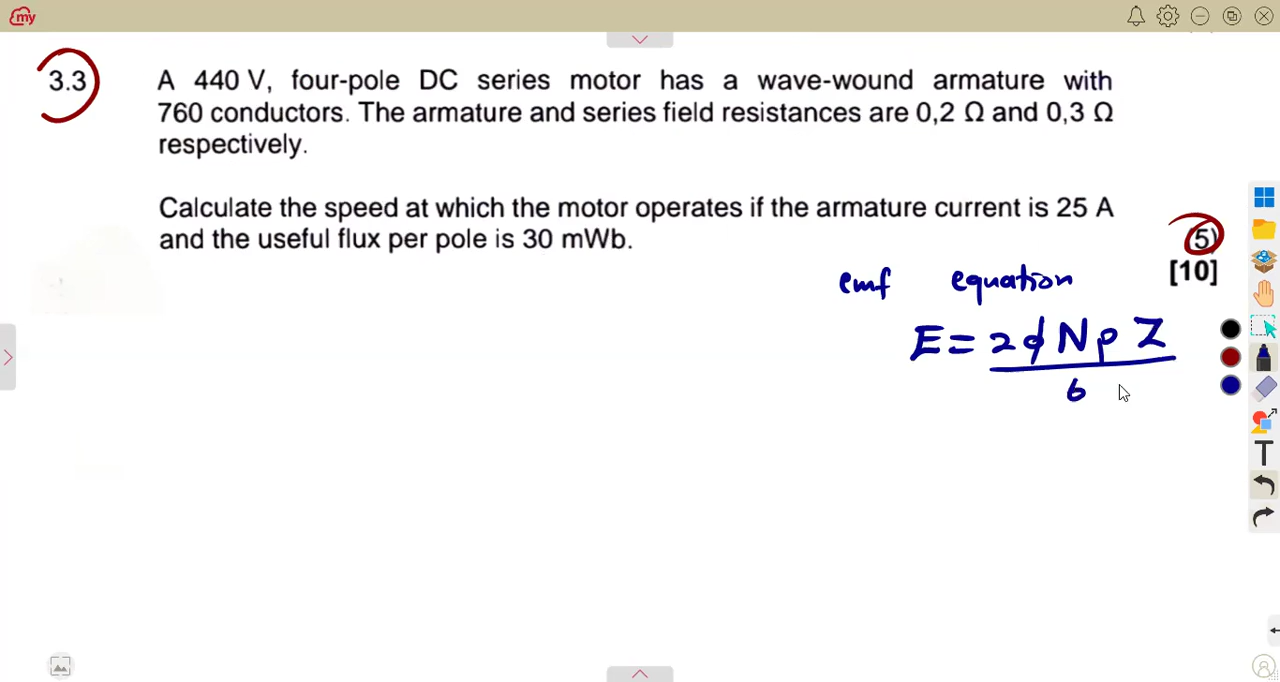 my
3.3 A 440 V, four-pole DC series motor has a wave-wound armature with
760 conductors. The armature and series field resistances are 0,2 Ω and 0,3 Ω
respectively.
Calculate the speed at which the motor operates if the armature current is 25 A
and the useful flux per pole is 30 mWb.
(5)
[10]
emf equation
E = 2ϕNpZ
6
T